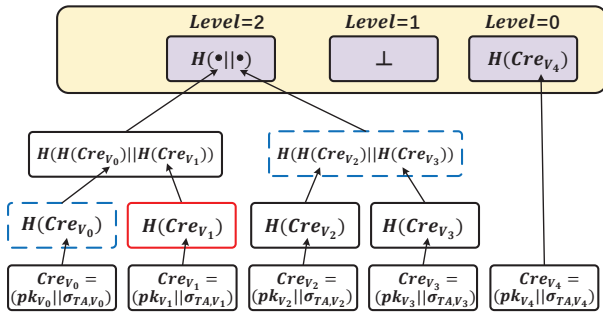 Level=2 Level=1 Level=0
H(•||•) ⊥ H(Cre_{V_4})
H(H(Cre_{V_0})||H(Cre_{V_1})) H(H(Cre_{V_2})||H(Cre_{V_3}))
H(Cre_{V_0}) H(Cre_{V_1}) H(Cre_{V_2}) H(Cre_{V_3})
Cre_{V_0} = Cre_{V_1} = Cre_{V_2} = Cre_{V_3} = Cre_{V_4} =
(pk_{V_0}||σ_{TA,V_0}) (pk_{V_1}||σ_{TA,V_1}) (pk_{V_2}||σ_{TA,V_2}) (pk_{V_3}||σ_{TA,V_3}) (pk_{V_4}||σ_{TA,V_4})